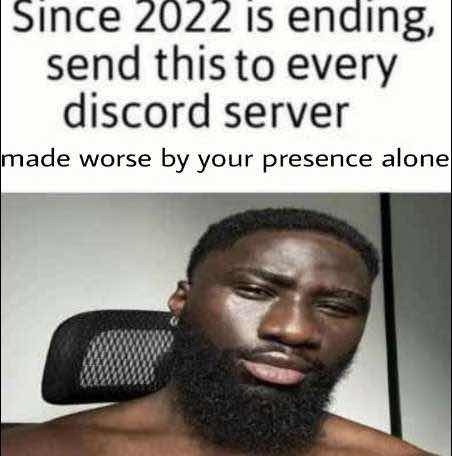 Since 2022 is ending,
send this to every
discord server
made worse by your presence alone